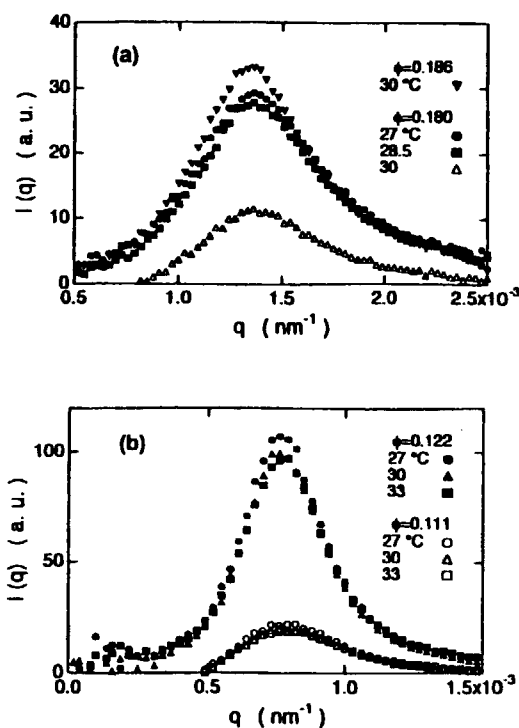 (a)
I (q) ( a. u. )
40
30
20
10
0
ϕ=0.186
30 °C ▼
ϕ=0.180
27 °C ●
28.5 ■
30 △
0.5 1.0 1.5 2.0 2.5x10⁻³
q ( nm⁻¹ )
(b)
I (q) ( a. u. )
100
50
0
ϕ=0.122
27 °C ●
30 ▲
33 ■
ϕ=0.111
27 °C ○
30 △
33 □
0.0 0.5 1.0 1.5x10⁻³
q ( nm⁻¹ )